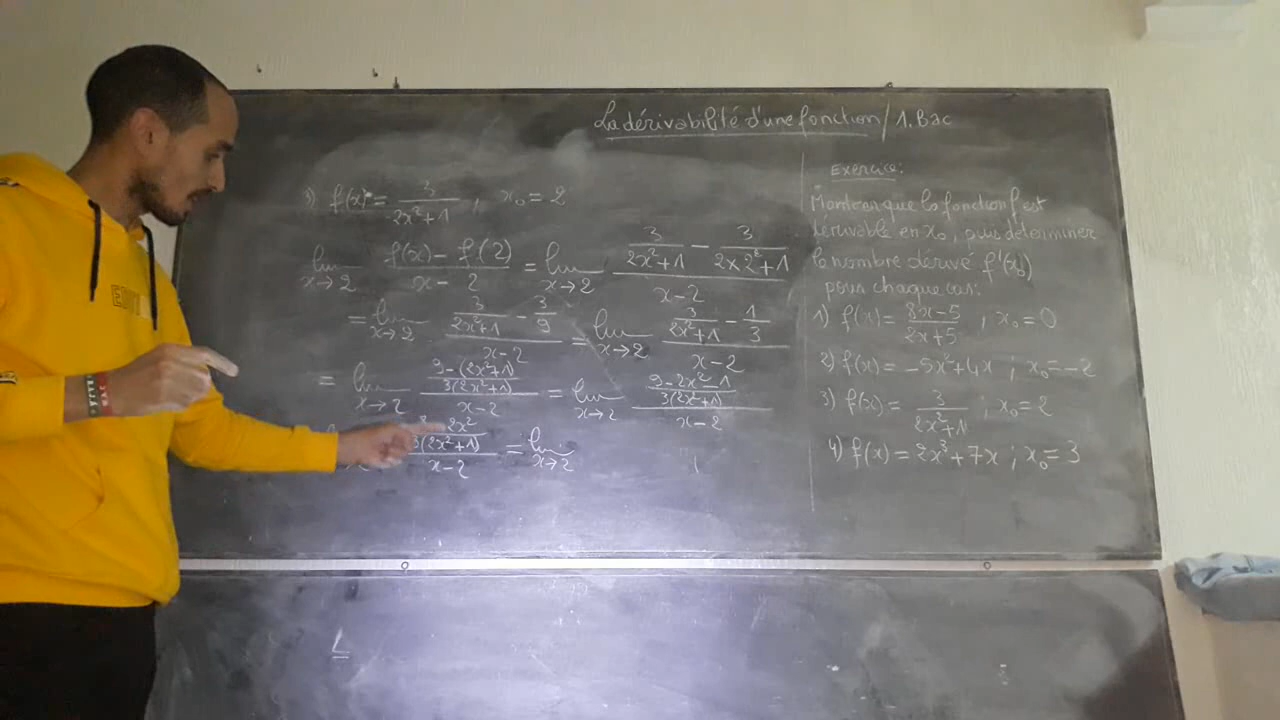 La dérivabilité d'une fonction / 1. Bac
3) f(x) = 3/(2x²+1) , x₀ = 2
lim x→2 (f(x) - f(2))/(x - 2) = lim x→2 (3/(2x²+1) - 3/(2×2²+1))/(x-2)
= lim x→2 (3/(2x²+1) - 3/9)/(x-2) = lim x→2 (3/(2x²+1) - 1/3)/(x-2)
= lim x→2 ((9-(2x²+1))/(3(2x²+1)))/(x-2) = lim x→2 ((9-2x²-1)/(3(2x²+1)))/(x-2)
2x²/(3(2x²+1))/(x-2) = lim x→2
Exercice:
Montrer que la fonction f est
dérivable en x₀, puis déterminer
le nombre dérivé f'(x₀)
pour chaque cas:
1) f(x) = (8x-5)/(2x+5) ; x₀ = 0
2) f(x) = -5x²+4x ; x₀ = -2
3) f(x) = 3/(2x²+1) ; x₀ = 2
4) f(x) = 2x³+7x ; x₀ = 3